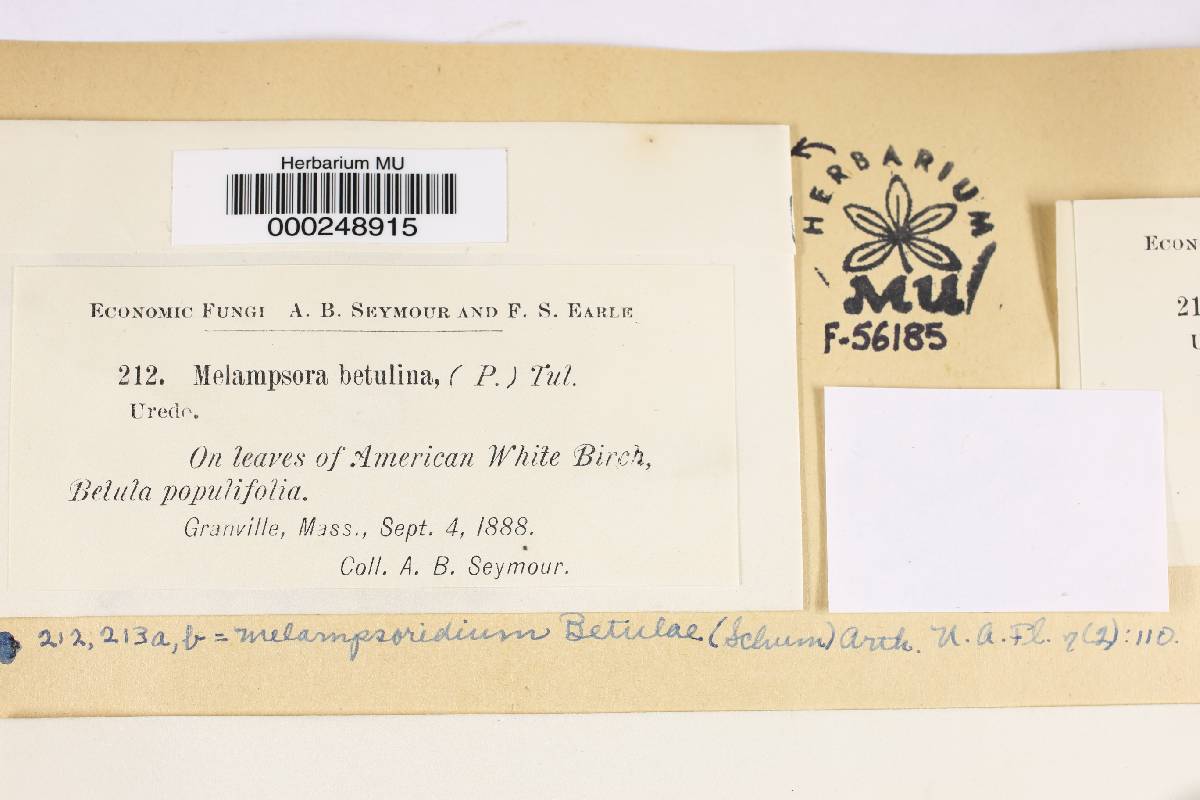 Herbarium MU
000248915
ECONOMIC FUNGI A. B. SEYMOUR AND F. S. EARLE
212. Melampsora betulina, ( P. ) Tul.
Uredo.
On leaves of American White Birch,
Betula populifolia.
Granville, Mass., Sept. 4, 1888.
Coll. A. B. Seymour.
HERBARIUM
MU
F-56185
ECON
21
U
212, 213a, b = Melampsoridium Betulae (Schum) Arth. N. A. Fl. 7(2):110.